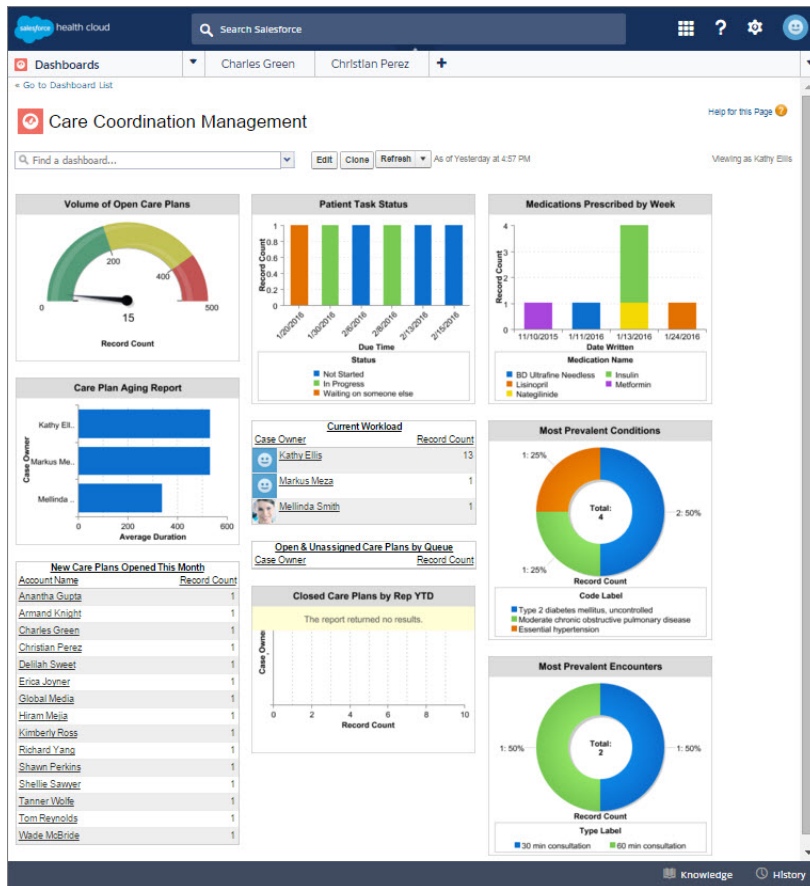 salesforce health cloud
Search Salesforce
?
Dashboards
Charles Green
Christian Perez
+
« Go to Dashboard List
Care Coordination Management
Help for this Page ?
Find a dashboard...
Edit
Clone
Refresh
As of Yesterday at 4:57 PM
Viewing as Kathy Ellis
Volume of Open Care Plans
0
200
400
500
15
Record Count
Care Plan Aging Report
Case Owner
Kathy Ell..
Markus Me...
Mellinda ..
0 200 400 600
Average Duration
New Care Plans Opened This Month
Account Name Record Count
Anantha Gupta 1
Armand Knight 1
Charles Green 1
Christian Perez 1
Delilah Sweet 1
Erica Joyner 1
Global Media 1
Hiram Mejia 1
Kimberly Ross 1
Richard Yang 1
Shawn Perkins 1
Shellie Sawyer 1
Tanner Wolfe 1
Tom Reynolds 1
Wade McBride 1
Patient Task Status
Record Count
1
0.8
0.6
0.4
0.2
0
1/20/2016 1/30/2016 2/6/2016 2/8/2016 2/13/2016 2/15/2016
Due Time
Status
Not Started
In Progress
Waiting on someone else
Current Workload
Case Owner Record Count
Kathy Ellis 13
Markus Meza 1
Mellinda Smith 1
Open & Unassigned Care Plans by Queue
Case Owner Record Count
Closed Care Plans by Rep YTD
The report returned no results.
Case Owne
0 2 4 6 8 10
Record Count
Medications Prescribed by Week
Record Count
4
3
2
1
0
11/10/2015 1/11/2016 1/13/2016 1/24/2016
Date Written
Medication Name
BD Ultrafine Needless Insulin
Lisinopril Metformin
Nateglinide
Most Prevalent Conditions
1: 25%
2: 50%
1: 25%
Total:
4
Record Count
Code Label
Type 2 diabetes mellitus, uncontrolled
Moderate chronic obstructive pulmonary disease
Essential hypertension
Most Prevalent Encounters
1: 50%
Total:
2
1: 50%
Record Count
Type Label
30 min consultation 60 min consultation
Knowledge
History